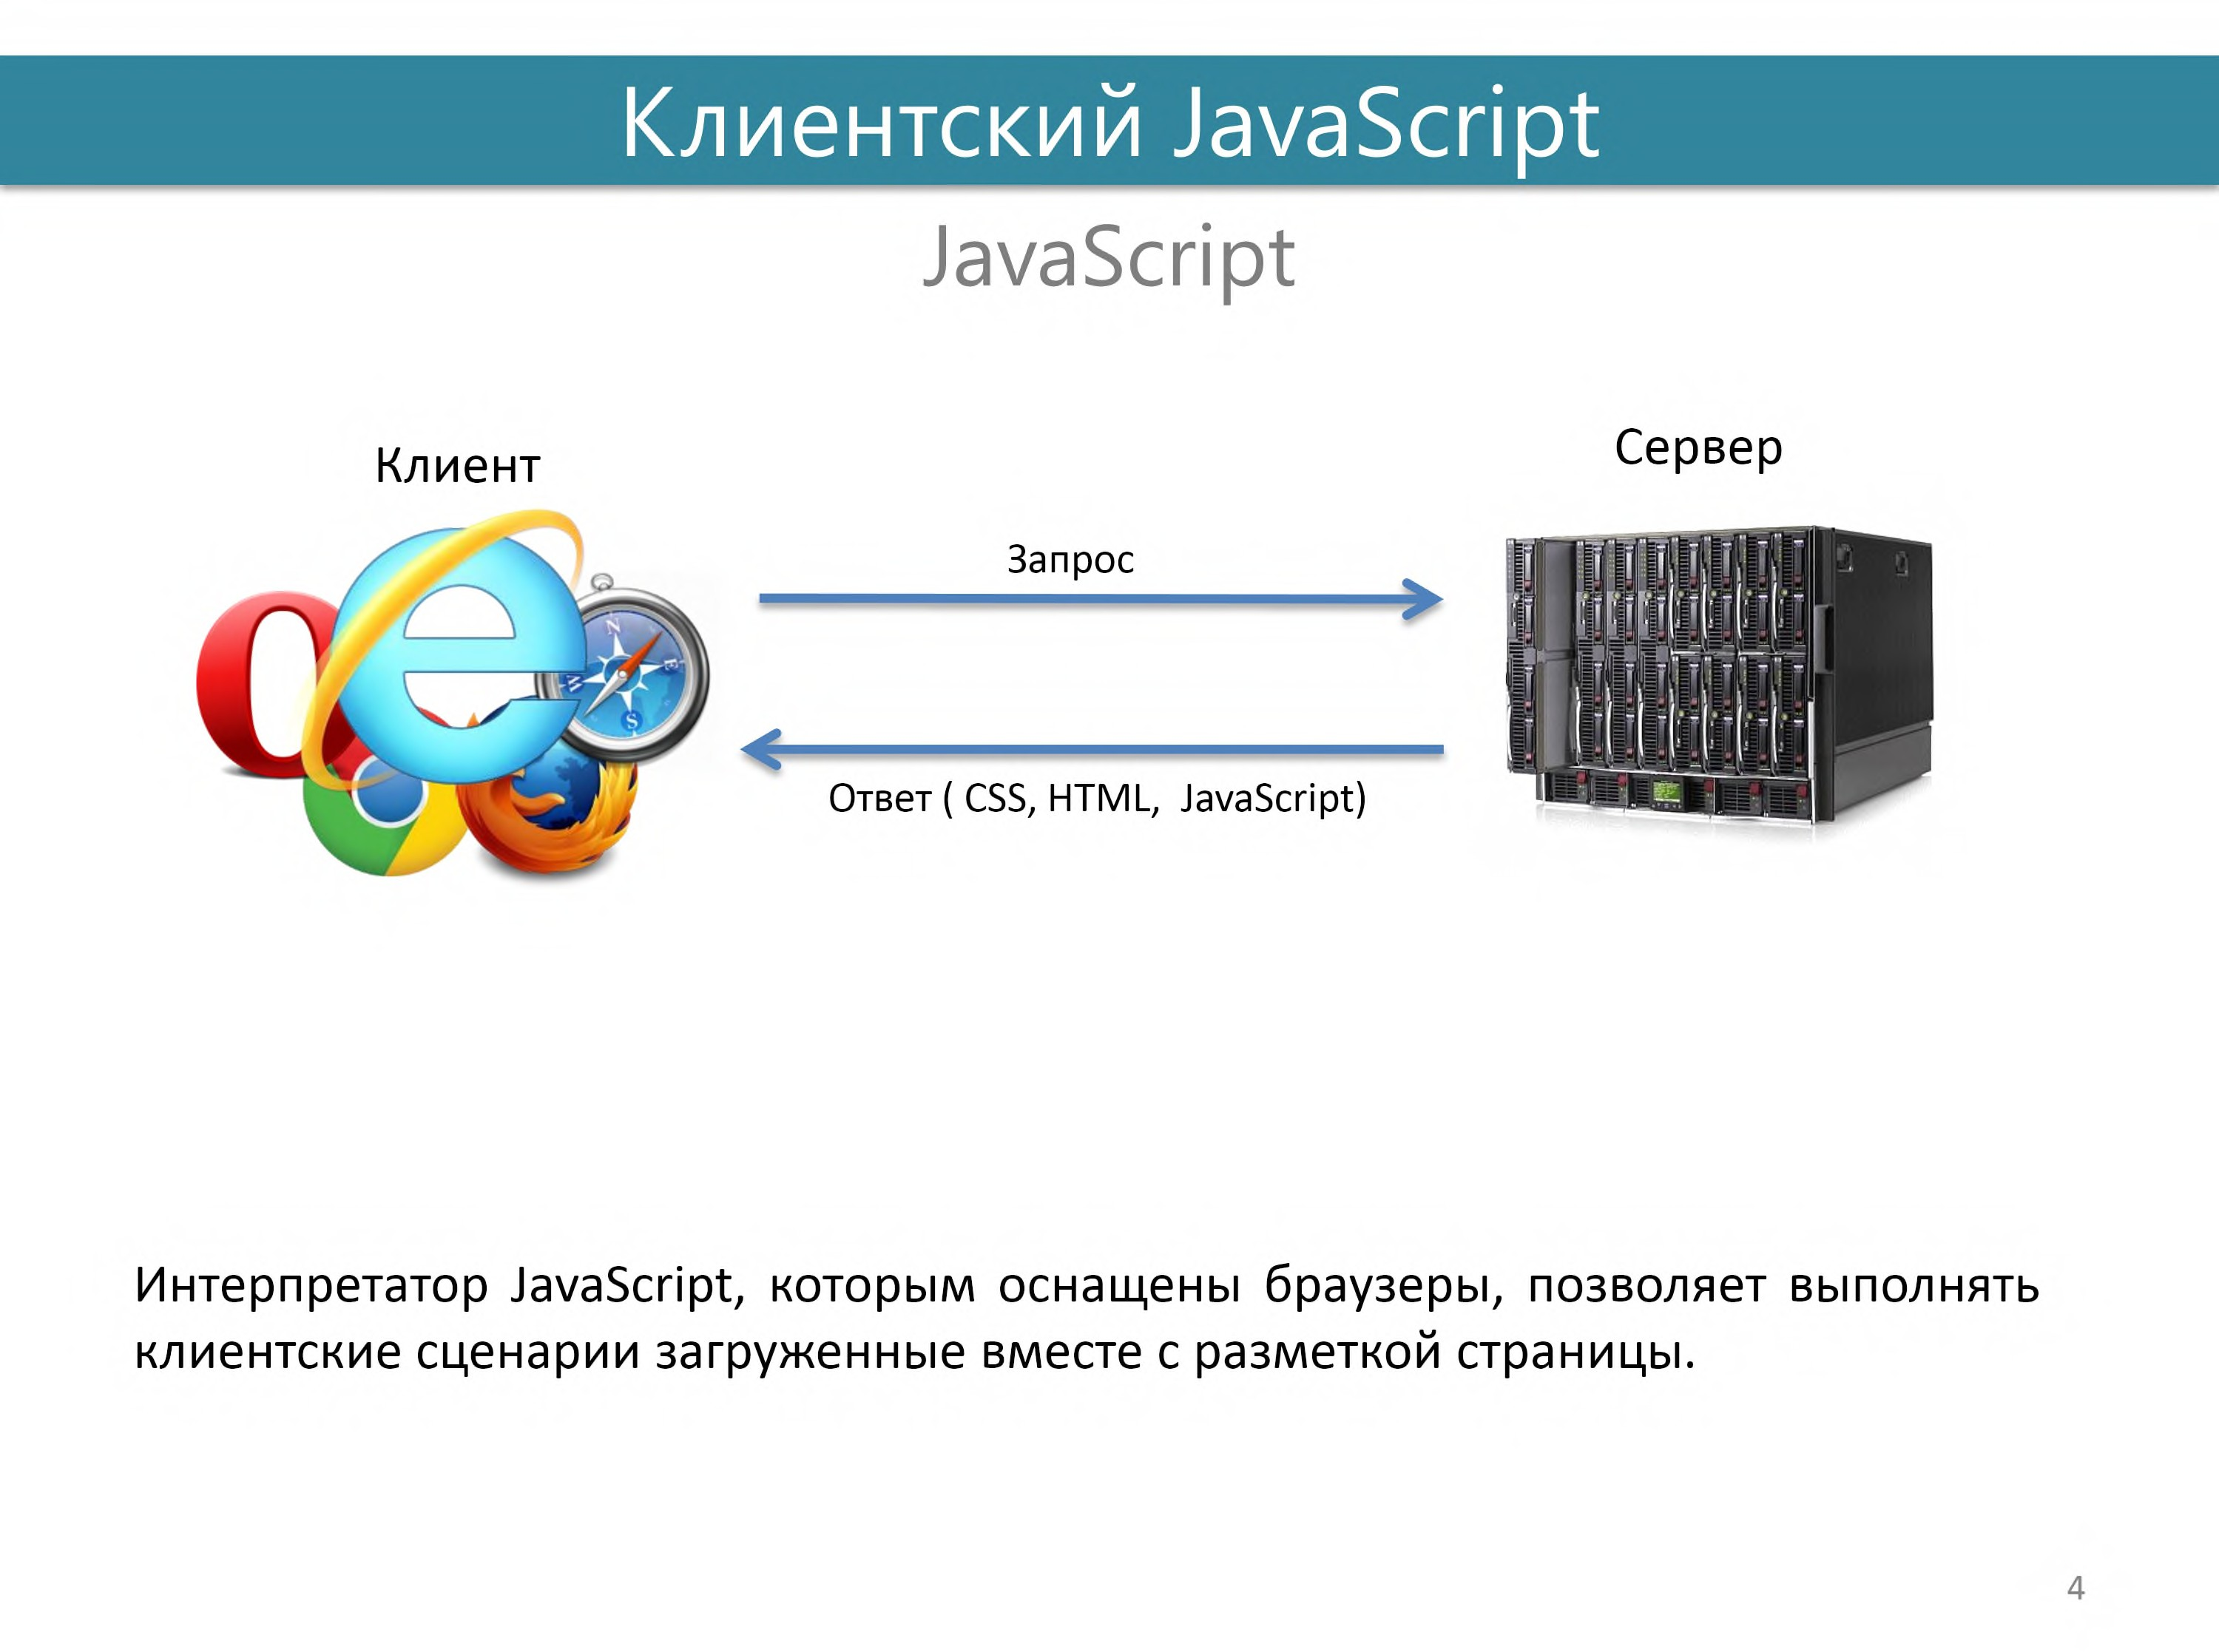 Клиентский JavaScript
JavaScript
Клиент
Сервер
Запрос
Ответ ( CSS, HTML,  JavaScript)
Интерпретатор JavaScript, которым оснащены браузеры, позволяет выполнять
клиентские сценарии загруженные вместе с разметкой страницы.
4